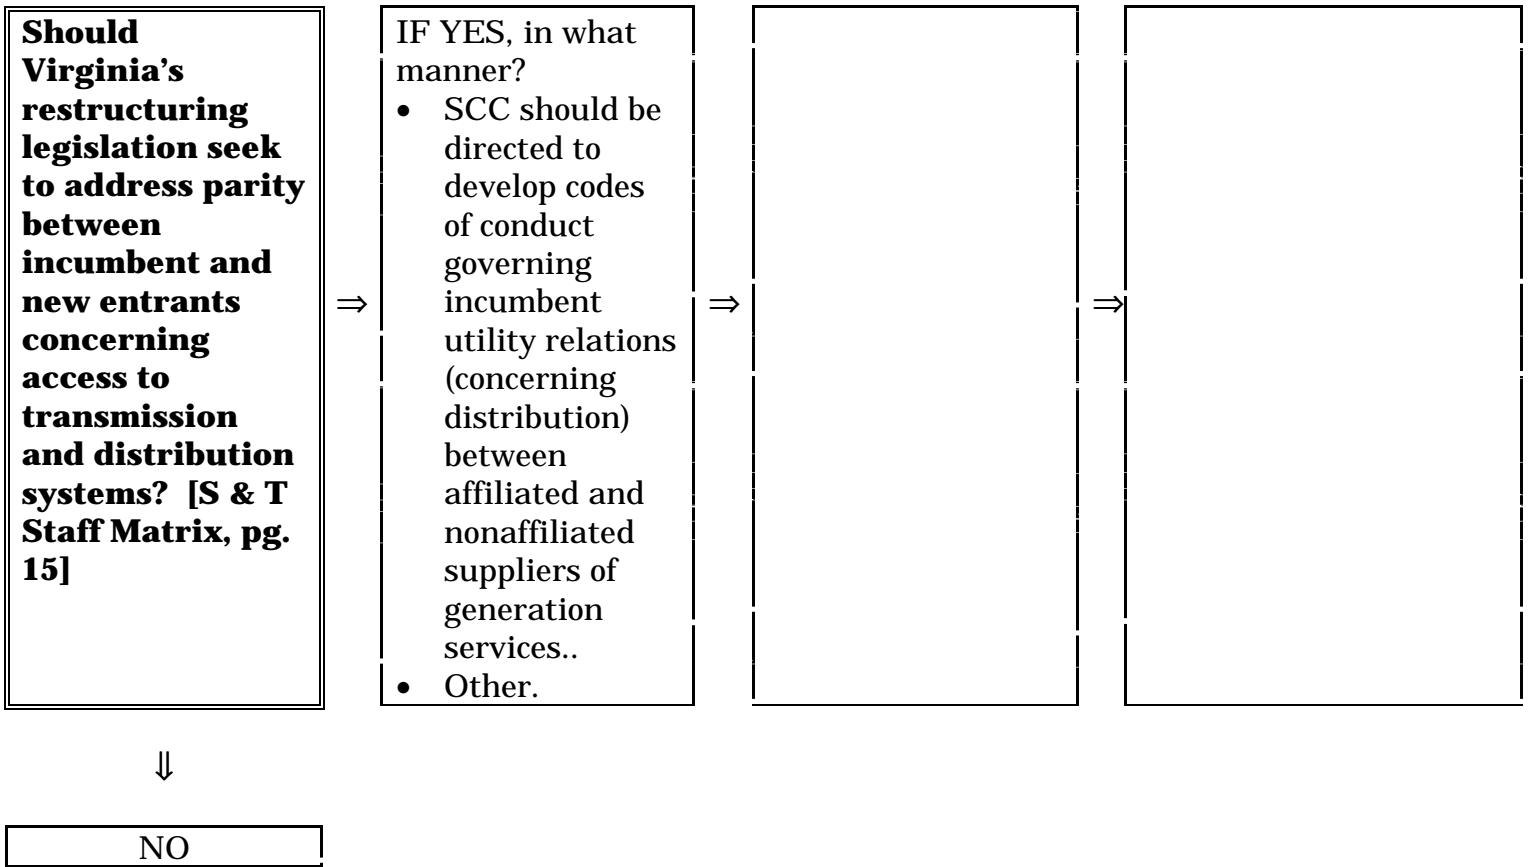 Should
Virginia’s
restructuring
legislation seek
to address parity
between
incumbent and
new entrants
concerning
access to
transmission
and distribution
systems?  [S & T
Staff Matrix, pg.
15]
⇒
IF YES, in what
manner?
• SCC should be
directed to
develop codes
of conduct
governing
incumbent
utility relations
(concerning
distribution)
between
affiliated and
nonaffiliated
suppliers of
generation
services..
• Other.
⇒
⇒
⇓
NO